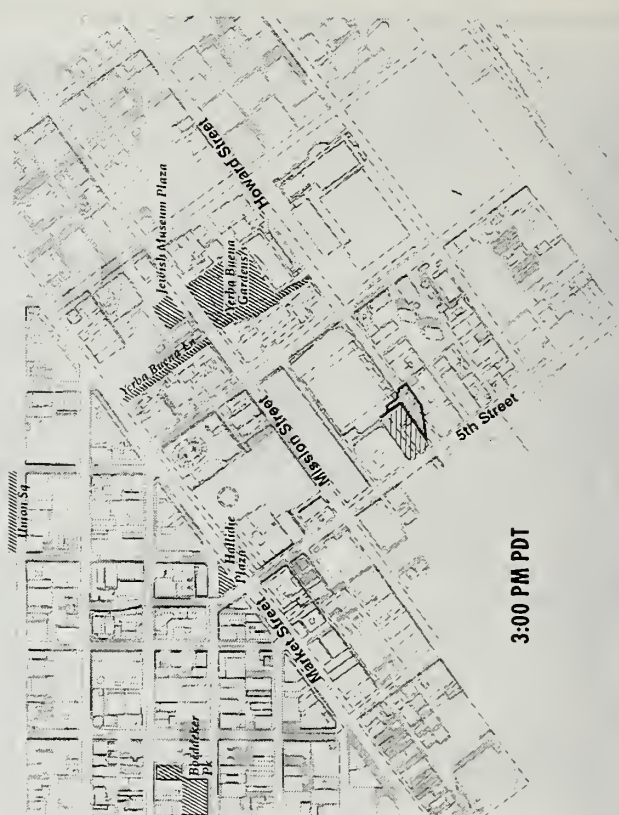 Howard Street
Jewish Museum Plaza
Yerba Buena
Gardens
Yerba Buena Ln
Union Sq
Mission Street
5th Street
Hallidie
Plaza
Market Street
Boeddeker
Pk
3:00 PM PDT